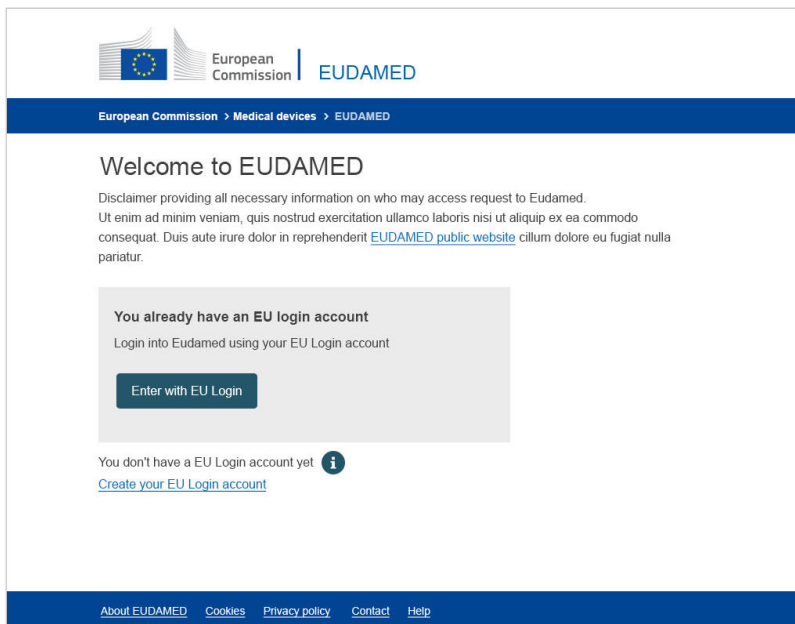 European
Commission
EUDAMED
European Commission > Medical devices > EUDAMED
Welcome to EUDAMED
Disclaimer providing all necessary information on who may access request to Eudamed.
Ut enim ad minim veniam, quis nostrud exercitation ullamco laboris nisi ut aliquip ex ea commodo
consequat. Duis aute irure dolor in reprehenderit EUDAMED public website cillum dolore eu fugiat nulla
pariatur.
You already have an EU login account
Login into Eudamed using your EU Login account
Enter with EU Login
You don't have a EU Login account yet
Create your EU Login account
About EUDAMED Cookies Privacy policy Contact Help